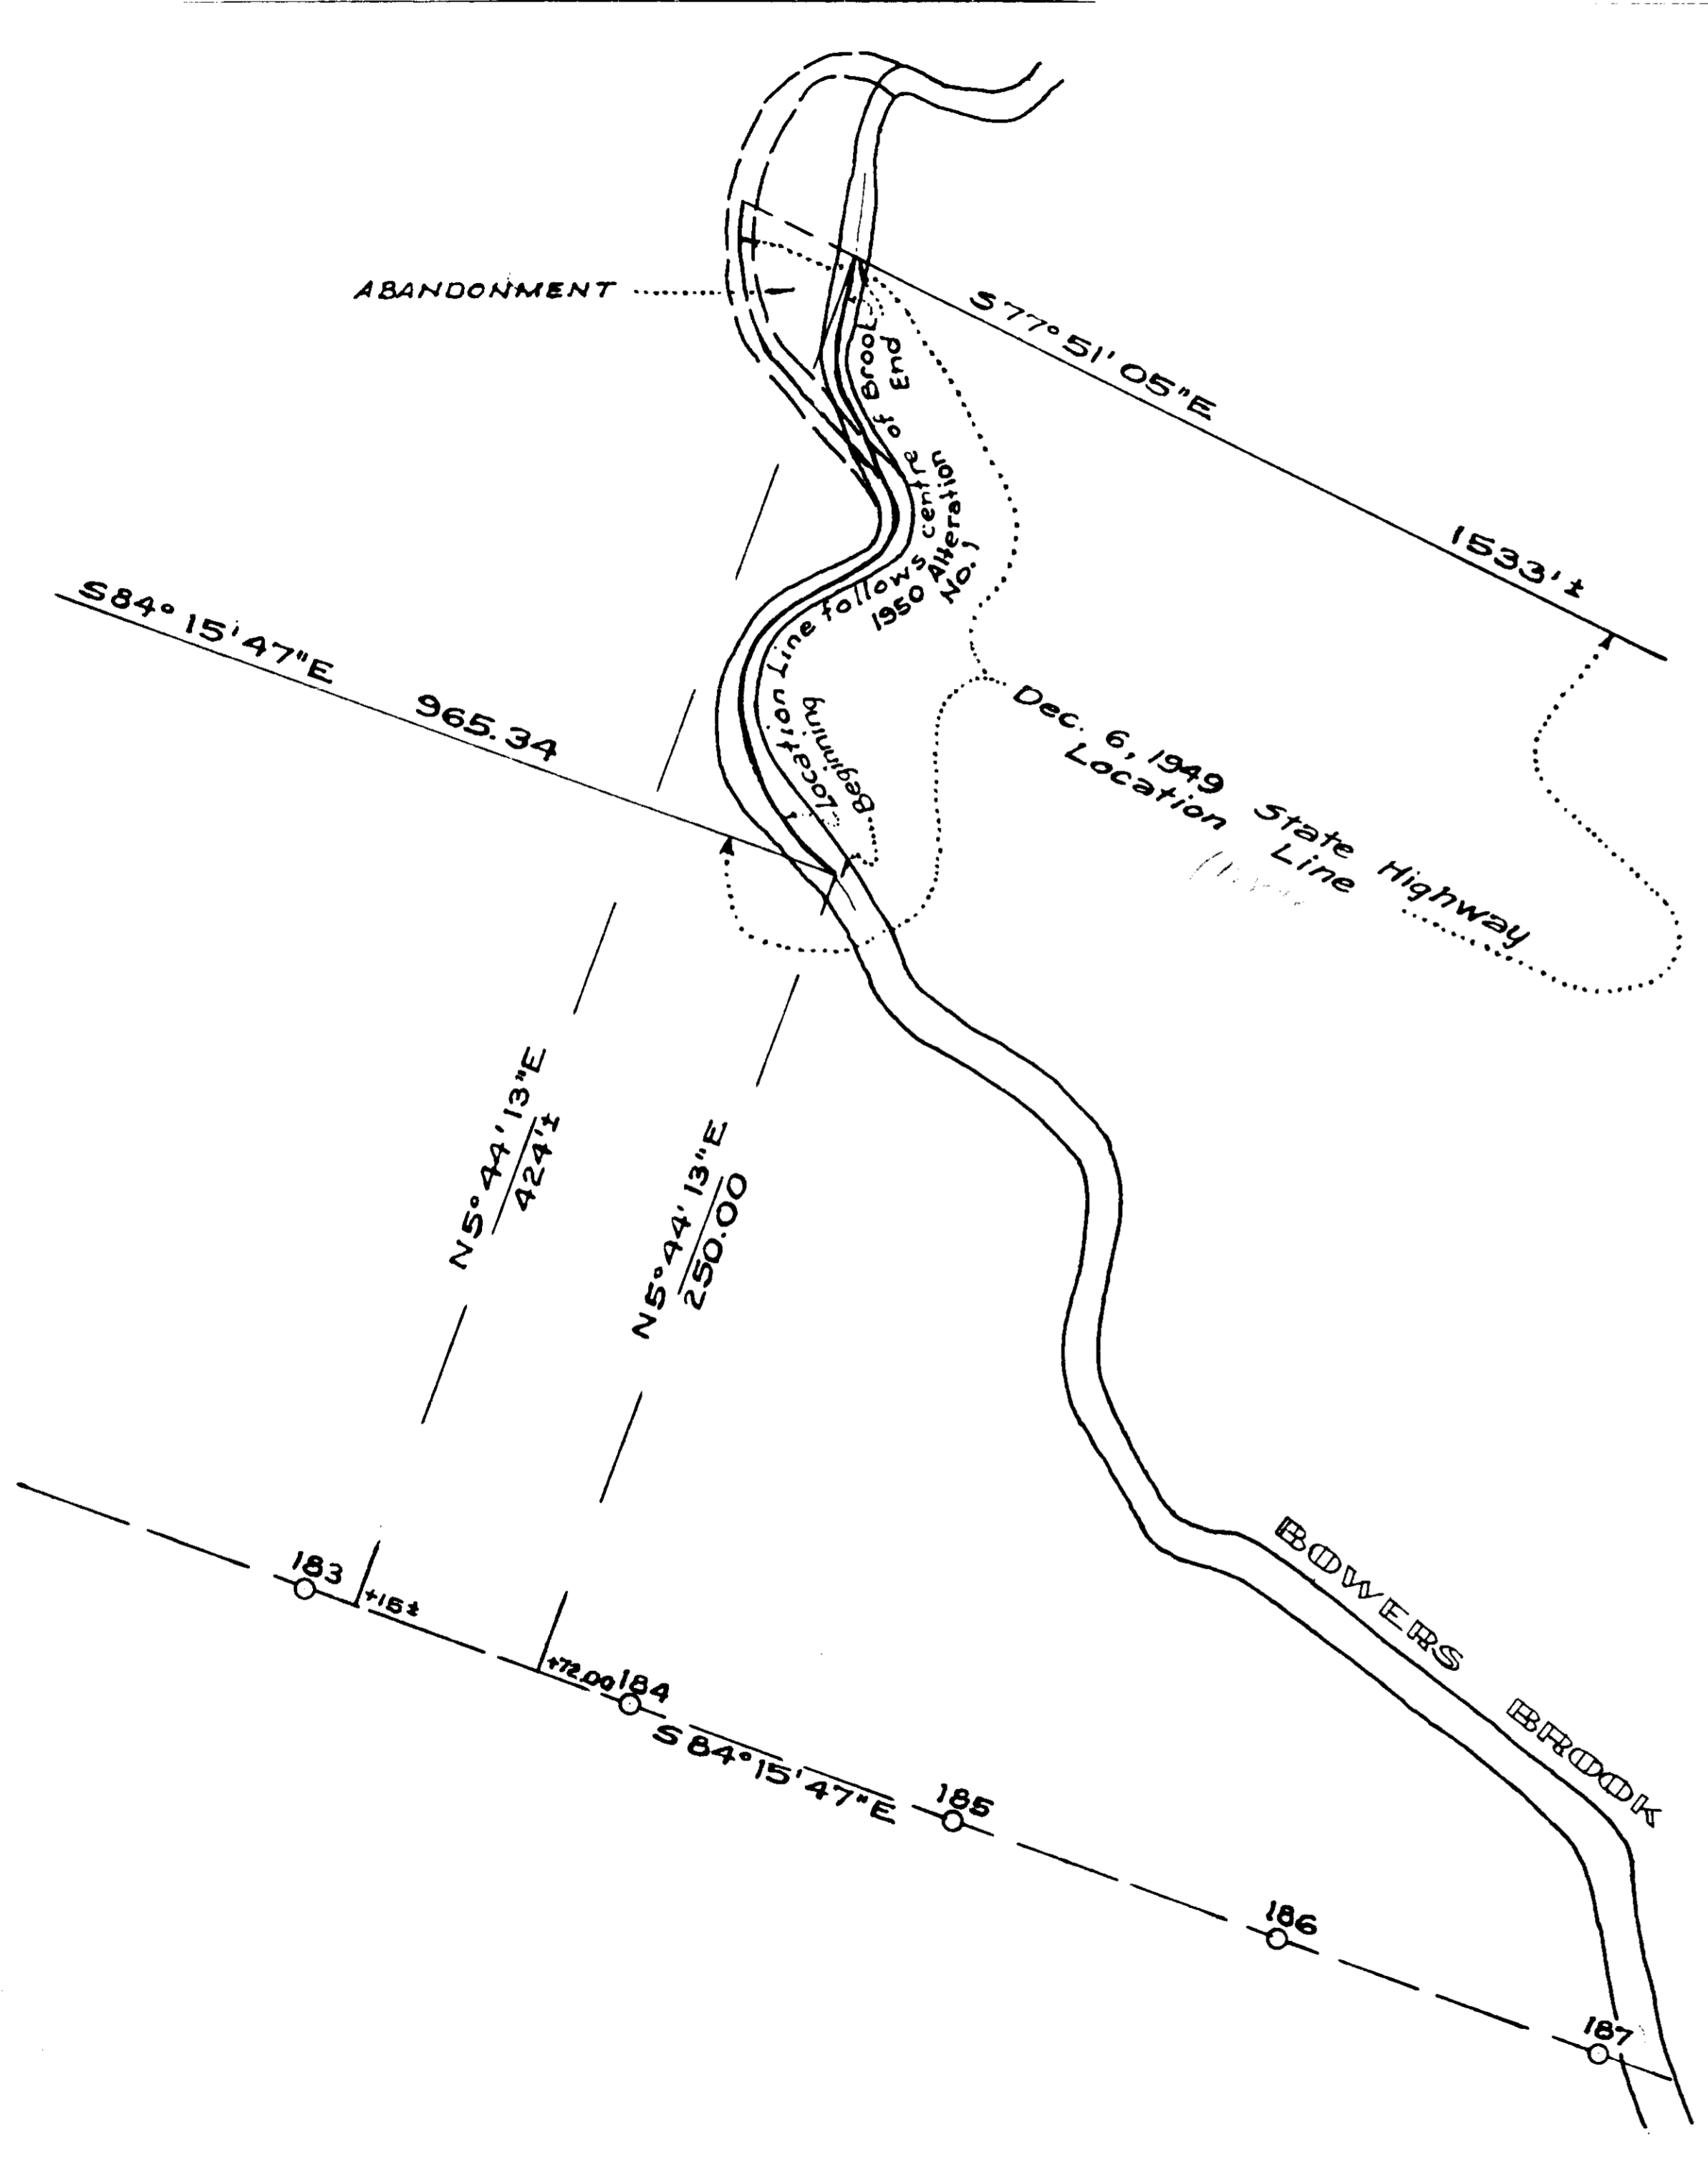 ABANDONMENT
S77°51'05"E
1533'±
Location Line follows centre of Brook
End
1950 Alteration
No. 1
Beginning
S84°15'47"E 965.34
Dec. 6, 1949 State Highway
Location Line
N5°44'13"E
424'±
N5°44'13"E
250.00
183
+15±
+72.00
184
S84°15'47"E
185
186
187
BOWERS BROOK